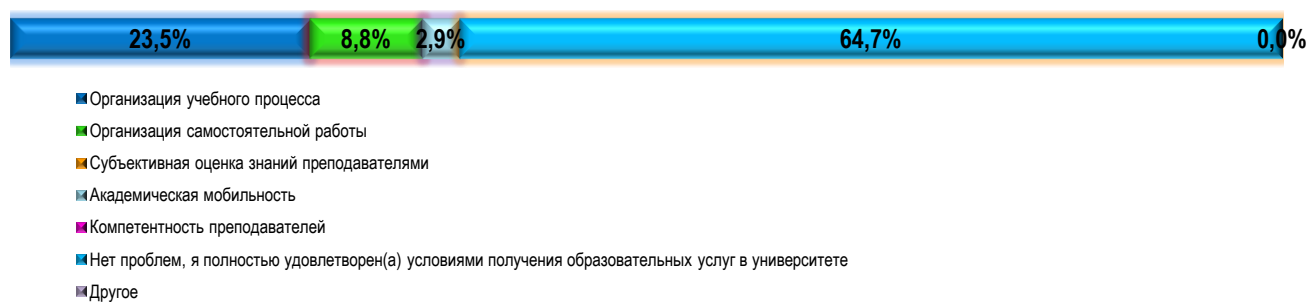 23,5% 8,8% 2,9% 64,7% 0,0%
Организация учебного процесса
Организация самостоятельной работы
Субъективная оценка знаний преподавателями
Академическая мобильность
Компетентность преподавателей
Нет проблем, я полностью удовлетворен(а) условиями получения образовательных услуг в университете
Другое